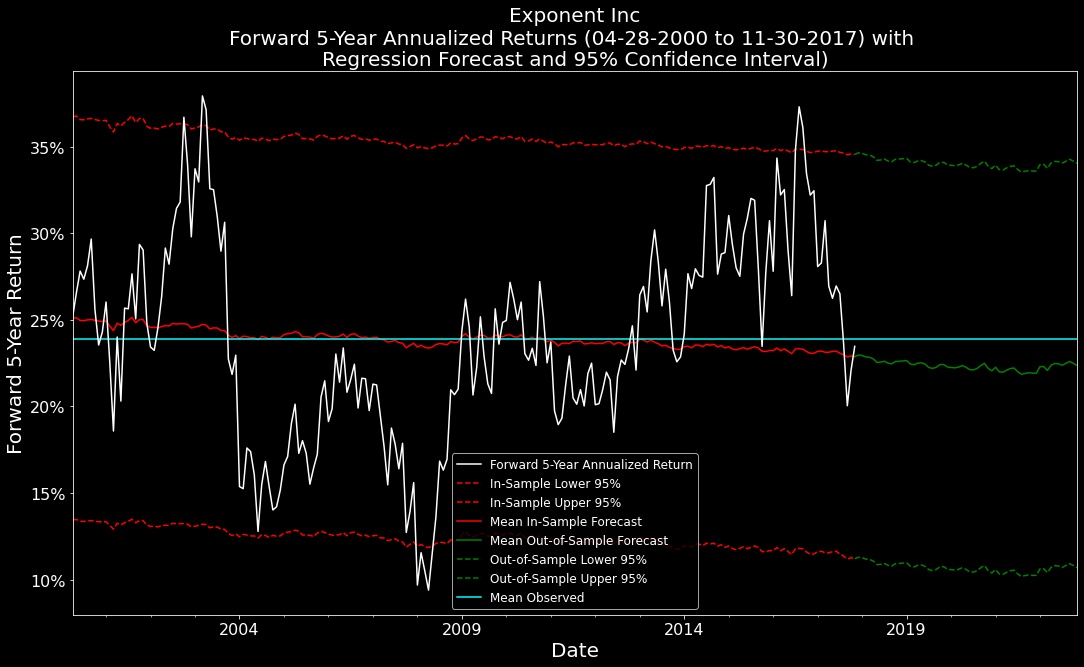 Exponent Inc
Forward 5-Year Annualized Returns (04-28-2000 to 11-30-2017) with
Regression Forecast and 95% Confidence Interval)
Forward 5-Year Return
35%
30%
25%
20%
15%
10%
Forward 5-Year Annualized Return
In-Sample Lower 95%
In-Sample Upper 95%
Mean In-Sample Forecast
Mean Out-of-Sample Forecast
Out-of-Sample Lower 95%
Out-of-Sample Upper 95%
Mean Observed
2004
2009
2014
2019
Date